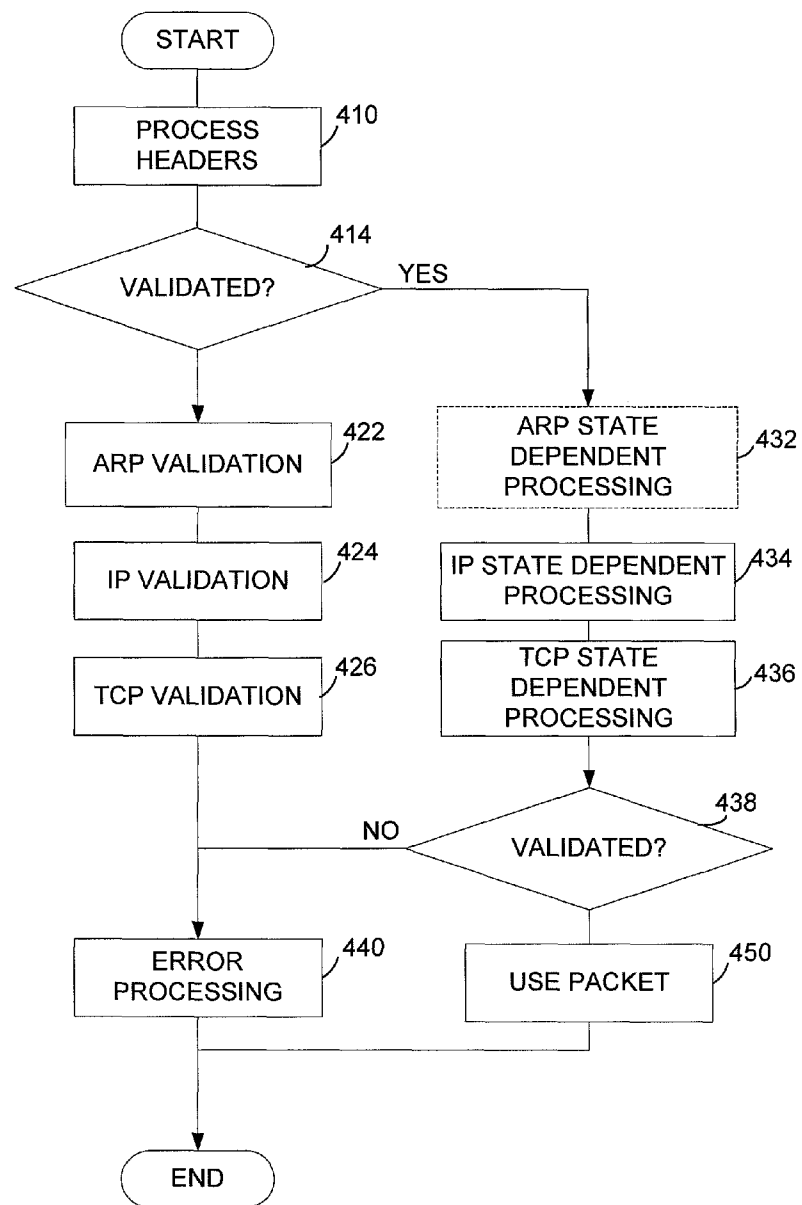 START
PROCESS
HEADERS
410
VALIDATED?
414
YES
ARP VALIDATION
422
ARP STATE
DEPENDENT
PROCESSING
432
IP VALIDATION
424
IP STATE DEPENDENT
PROCESSING
434
TCP VALIDATION
426
TCP STATE
DEPENDENT
PROCESSING
436
VALIDATED?
438
NO
ERROR
PROCESSING
440
USE PACKET
450
END